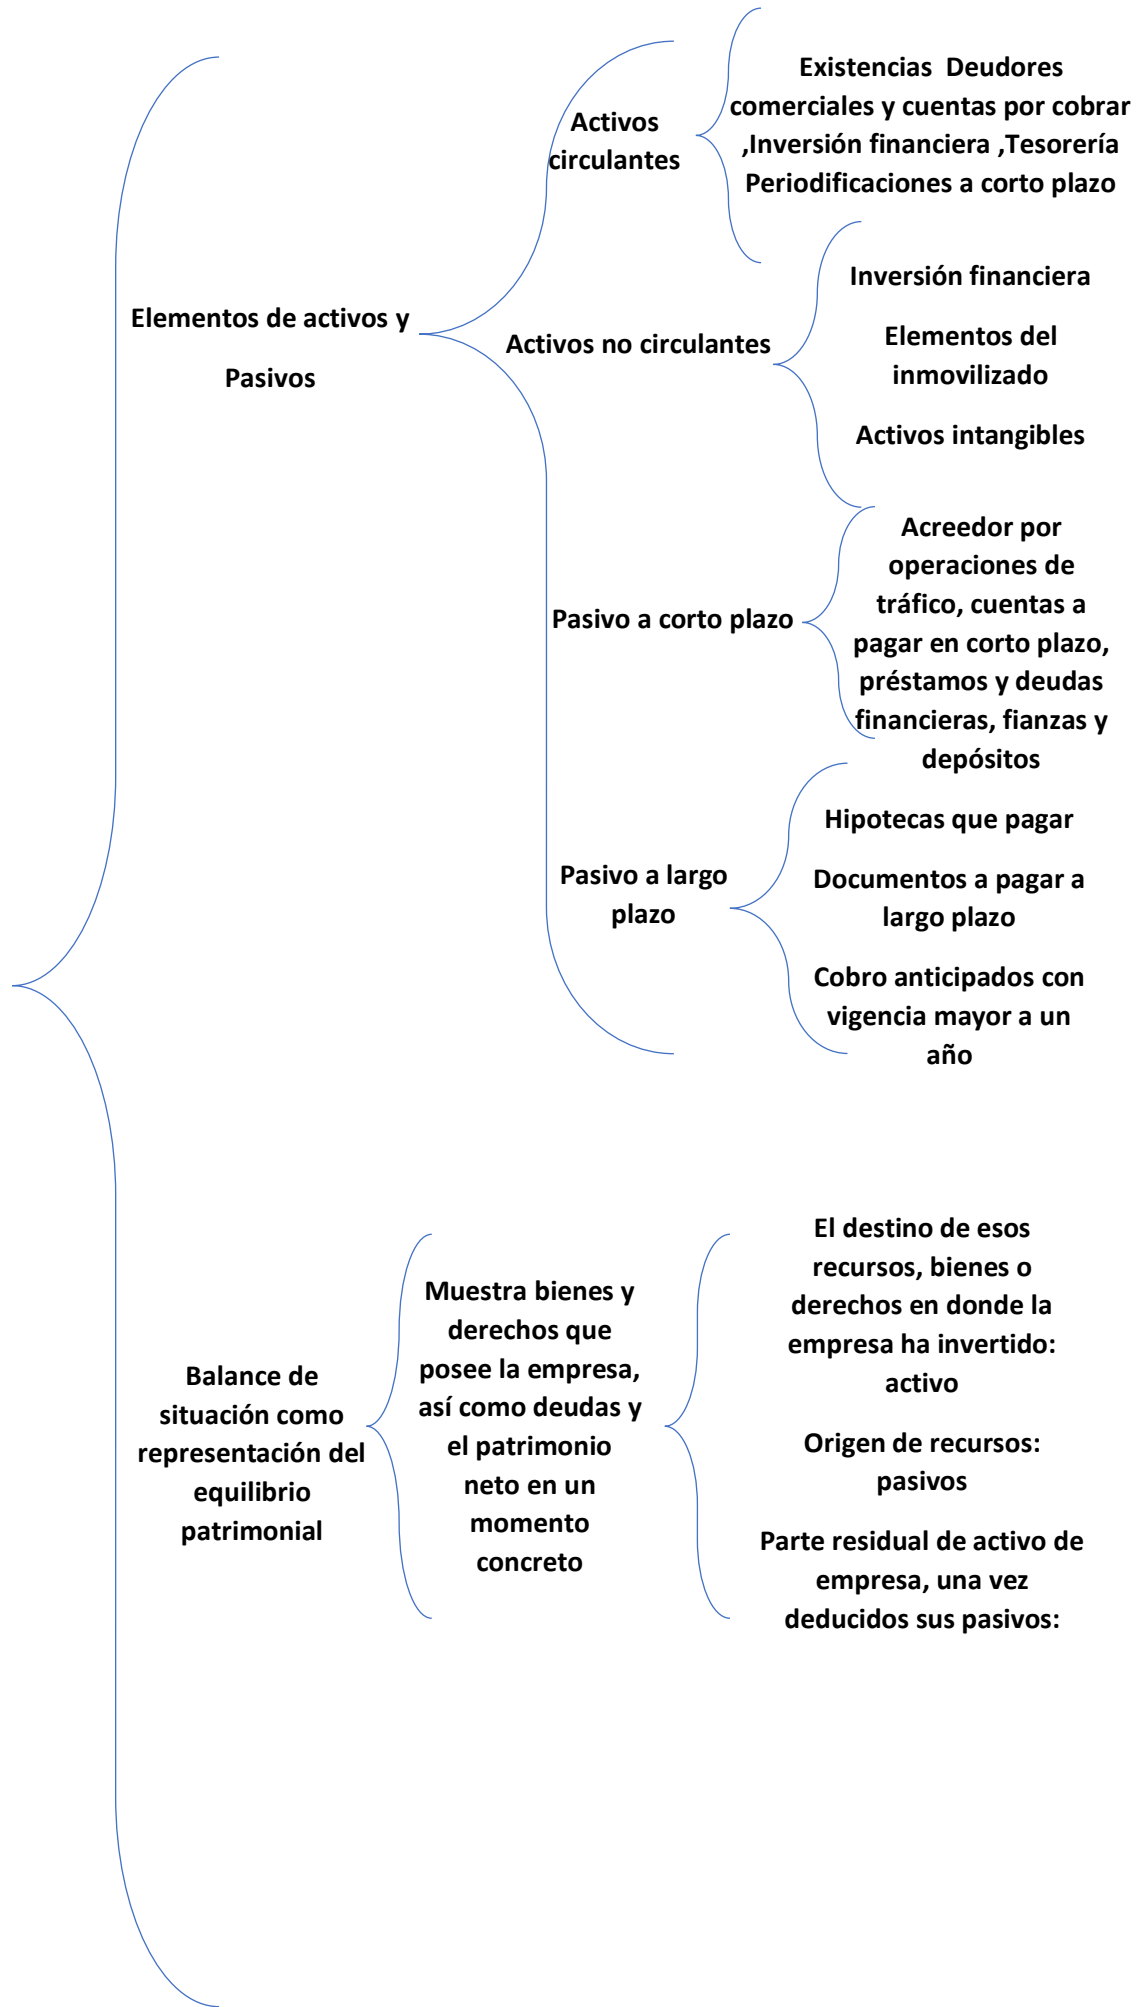 Elementos de activos y
Pasivos
Activos
circulantes
Existencias  Deudores
comerciales y cuentas por cobrar
,Inversión financiera ,Tesorería
Periodificaciones a corto plazo
Activos no circulantes
Inversión financiera
Elementos del
inmovilizado
Activos intangibles
Pasivo a corto plazo
Acreedor por
operaciones de
tráfico, cuentas a
pagar en corto plazo,
préstamos y deudas
financieras, fianzas y
depósitos
Pasivo a largo
plazo
Hipotecas que pagar
Documentos a pagar a
largo plazo
Cobro anticipados con
vigencia mayor a un
año
Balance de
situación como
representación del
equilibrio
patrimonial
Muestra bienes y
derechos que
posee la empresa,
así como deudas y
el patrimonio
neto en un
momento
concreto
El destino de esos
recursos, bienes o
derechos en donde la
empresa ha invertido:
activo
Origen de recursos:
pasivos
Parte residual de activo de
empresa, una vez
deducidos sus pasivos: